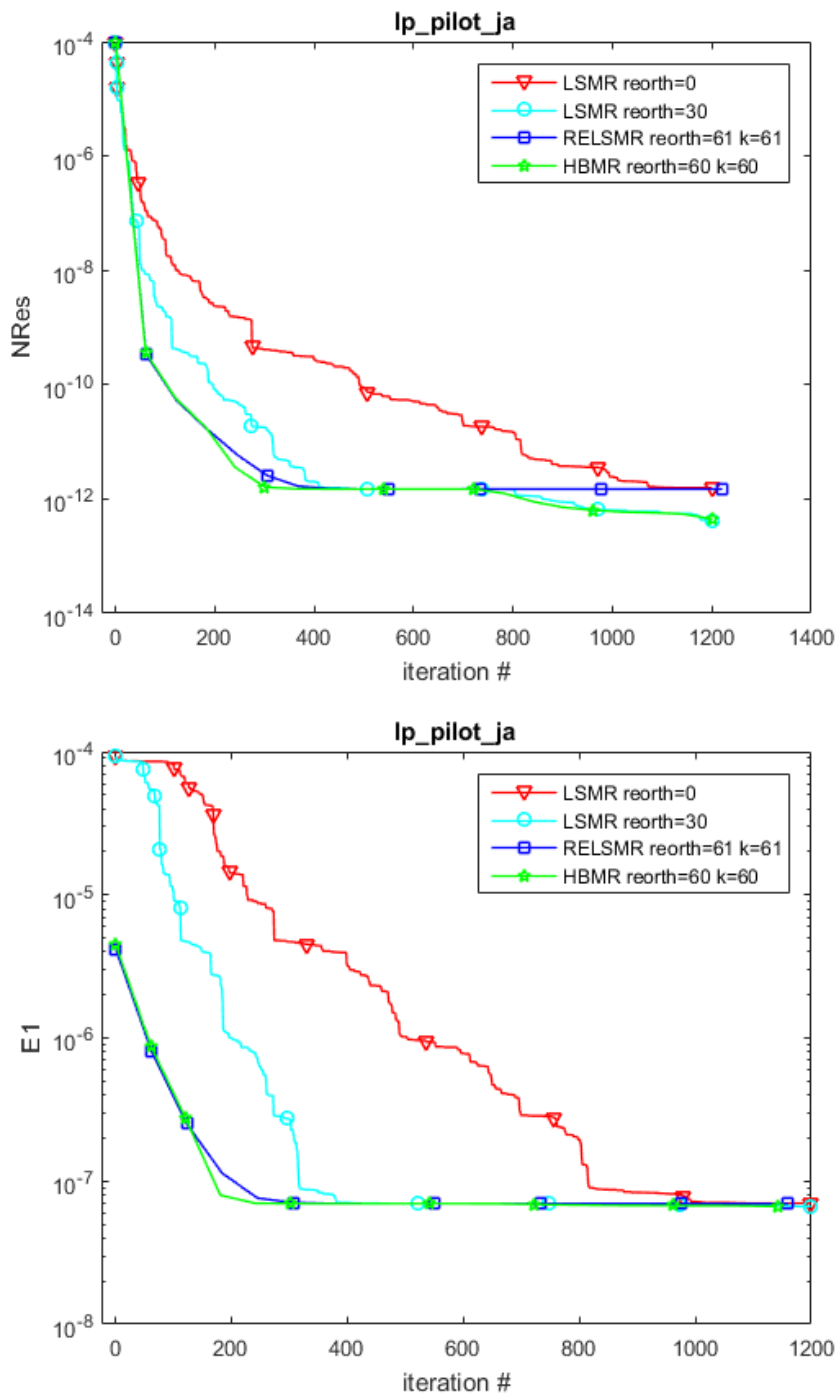 lp_pilot_ja
10^-4
10^-6
10^-8
10^-10
10^-12
10^-14
NRes
LSMR reorth=0
LSMR reorth=30
RELSMR reorth=61 k=61
HBMR reorth=60 k=60
0 200 400 600 800 1000 1200 1400
iteration #
lp_pilot_ja
10^-4
10^-5
10^-6
10^-7
10^-8
E1
LSMR reorth=0
LSMR reorth=30
RELSMR reorth=61 k=61
HBMR reorth=60 k=60
0 200 400 600 800 1000 1200
iteration #